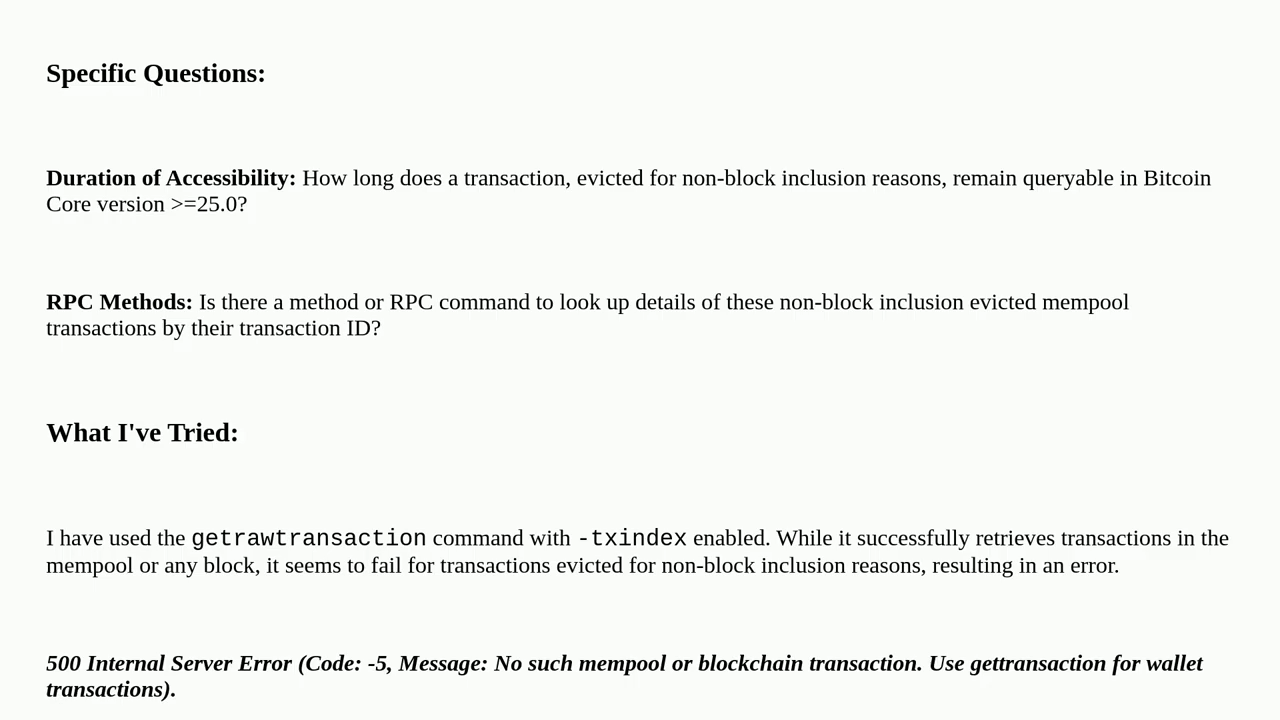 Specific Questions:
Duration of Accessibility: How long does a transaction, evicted for non-block inclusion reasons, remain queryable in Bitcoin
Core version >=25.0?
RPC Methods: Is there a method or RPC command to look up details of these non-block inclusion evicted mempool
transactions by their transaction ID?
What I've Tried:
I have used the getrawtransaction command with -txindex enabled. While it successfully retrieves transactions in the
mempool or any block, it seems to fail for transactions evicted for non-block inclusion reasons, resulting in an error.
500 Internal Server Error (Code: -5, Message: No such mempool or blockchain transaction. Use gettransaction for wallet
transactions).